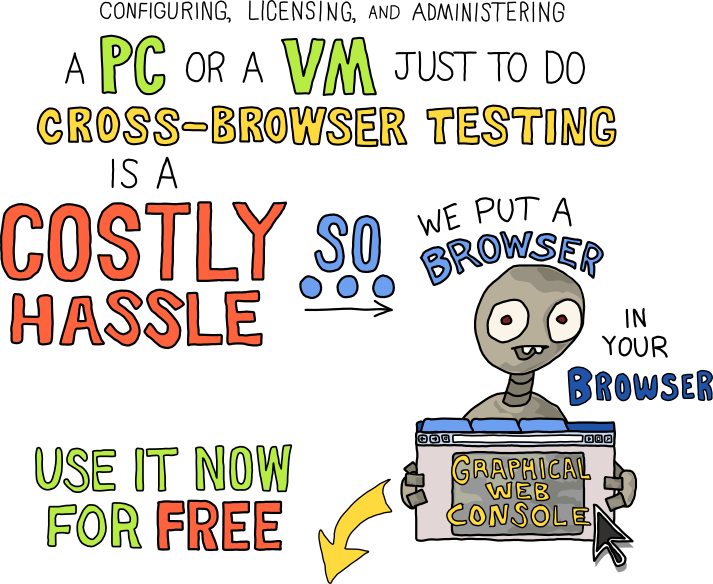 CONFIGURING, LICENSING, AND ADMINISTERING
A PC OR A VM JUST TO DO
CROSS-BROWSER TESTING
IS A
COSTLY
HASSLE
SO
WE PUT A
BROWSER
IN
YOUR
BROWSER
GRAPHICAL
WEB
CONSOLE
USE IT NOW
FOR FREE